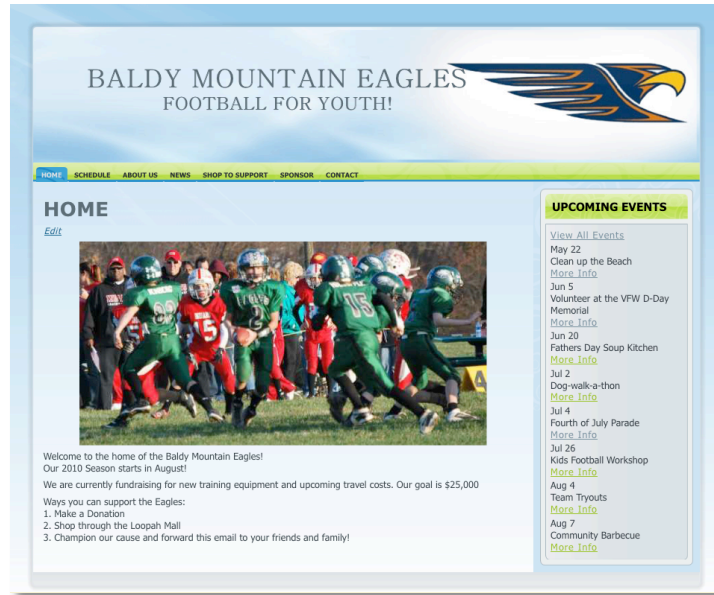 BALDY MOUNTAIN EAGLES
FOOTBALL FOR YOUTH!
HOME SCHEDULE ABOUT US NEWS SHOP TO SUPPORT SPONSOR CONTACT
HOME
Edit
15
15
2
Welcome to the home of the Baldy Mountain Eagles!
Our 2010 Season starts in August!
We are currently fundraising for new training equipment and upcoming travel costs. Our goal is $25,000
Ways you can support the Eagles:
1. Make a Donation
2. Shop through the Loopah Mall
3. Champion our cause and forward this email to your friends and family!
UPCOMING EVENTS
View All Events
May 22
Clean up the Beach
More Info
Jun 5
Volunteer at the VFW D-Day
Memorial
More Info
Jun 20
Fathers Day Soup Kitchen
More Info
Jul 2
Dog-walk-a-thon
More Info
Jul 4
Fourth of July Parade
More Info
Jul 26
Kids Football Workshop
More Info
Aug 4
Team Tryouts
More Info
Aug 7
Community Barbecue
More Info